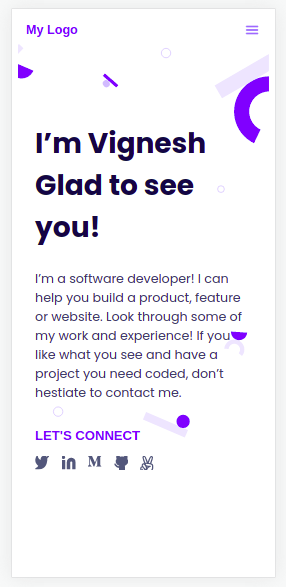 My Logo
I’m Vignesh
Glad to see
you!
I’m a software developer! I can
help you build a product, feature
or website. Look through some of
my work and experience! If you
like what you see and have a
project you need coded, don’t
hestiate to contact me.
LET'S CONNECT